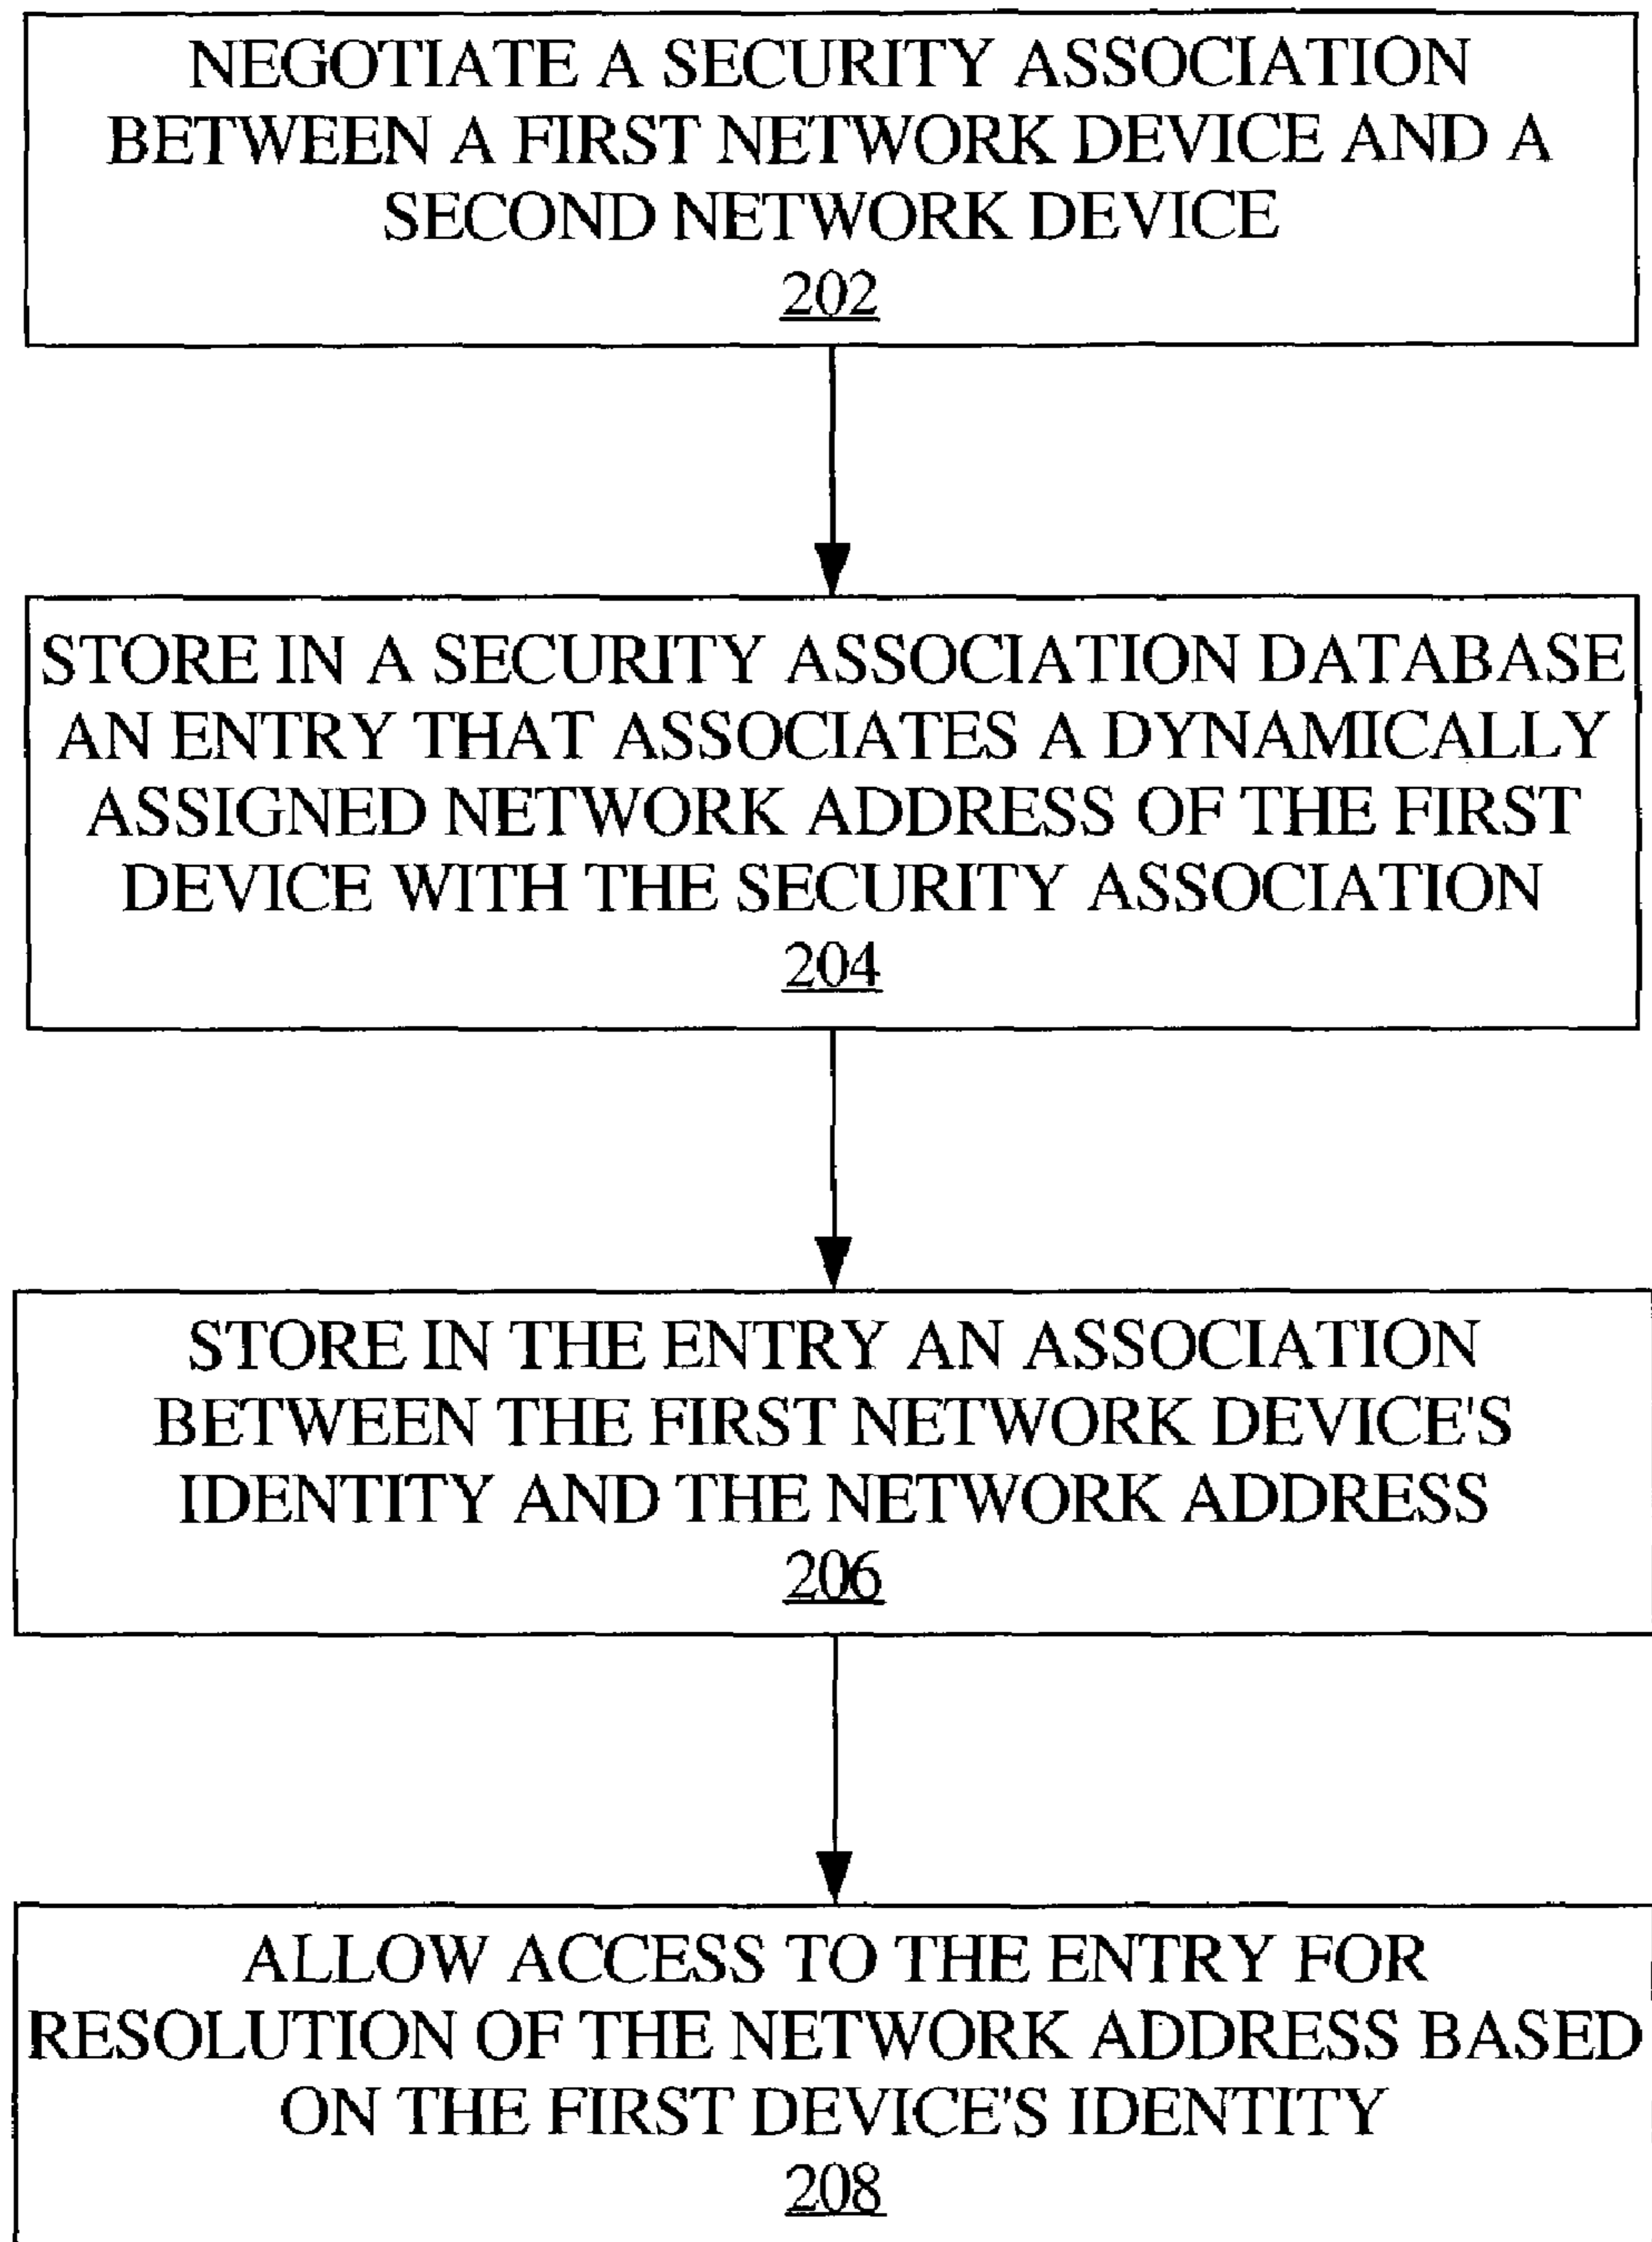 NEGOTIATE A SECURITY ASSOCIATION
BETWEEN A FIRST NETWORK DEVICE AND A
SECOND NETWORK DEVICE
202
STORE IN A SECURITY ASSOCIATION DATABASE
AN ENTRY THAT ASSOCIATES A DYNAMICALLY
ASSIGNED NETWORK ADDRESS OF THE FIRST
DEVICE WITH THE SECURITY ASSOCIATION
204
STORE IN THE ENTRY AN ASSOCIATION
BETWEEN THE FIRST NETWORK DEVICE'S
IDENTITY AND THE NETWORK ADDRESS
206
ALLOW ACCESS TO THE ENTRY FOR
RESOLUTION OF THE NETWORK ADDRESS BASED
ON THE FIRST DEVICE'S IDENTITY
208